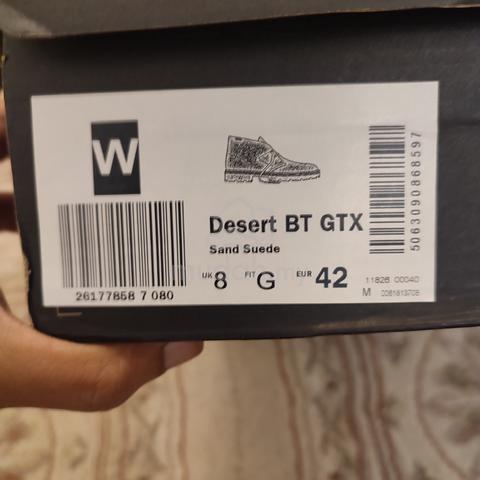 W
Desert BT GTX
Sand Suede
UK 8 FIT G EUR 42
26177858 7 080
5063090868597
11826 00040
M